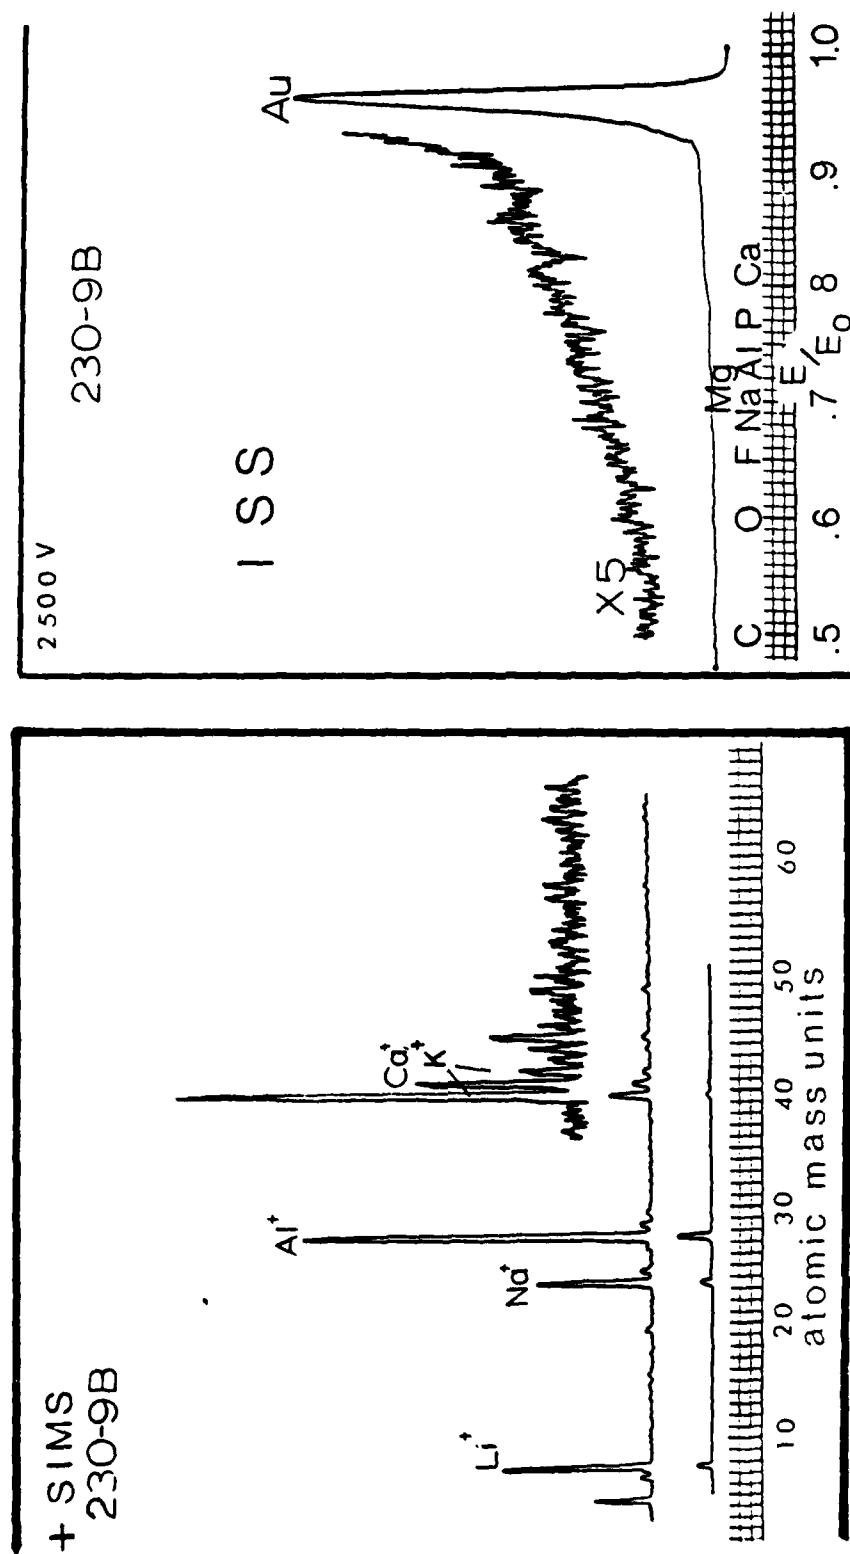 + SIMS
230-9B
Li⁺
Na⁺
Al⁺
Ca⁺,
K⁺
10 20 30 40 50 60
atomic mass units
2500 V
230-9B
I S S
Au
X5
Mg
C O F Na Al P Ca
E/E₀
.5 .6 .7 .8 .9 1.0